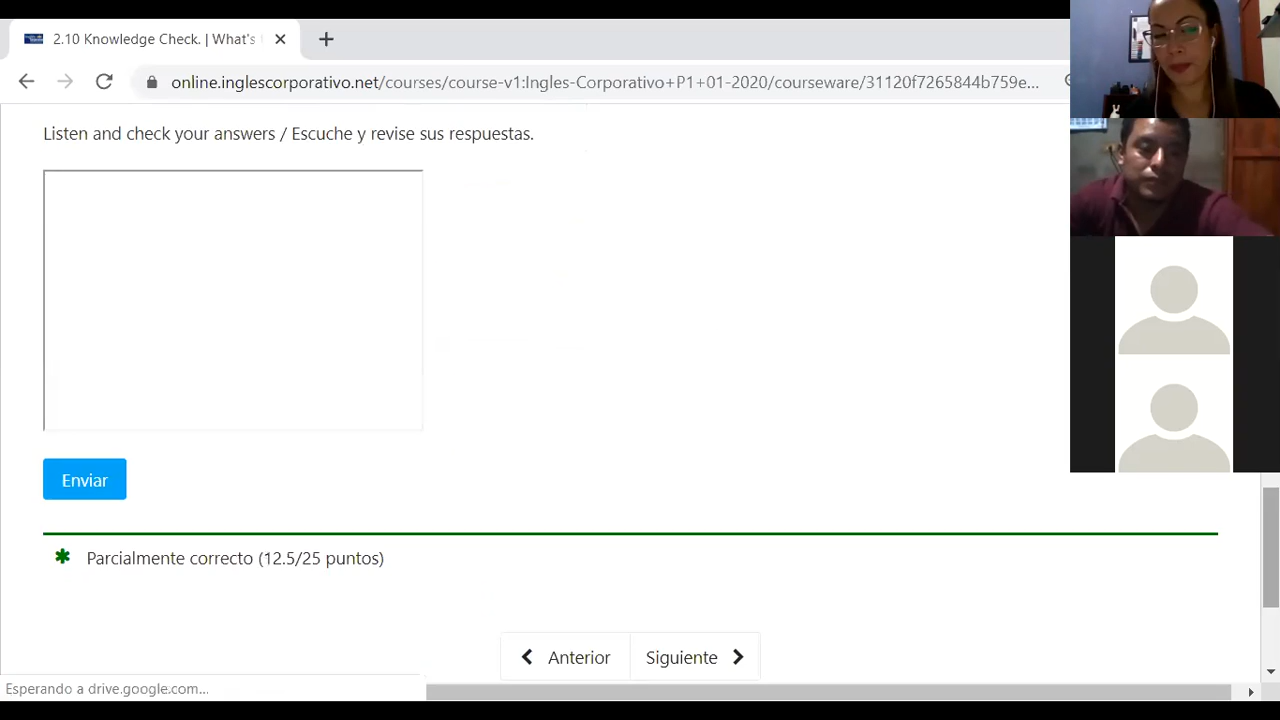 2.10 Knowledge Check. | What's
online.inglescorporativo.net/courses/course-v1:Ingles-Corporativo+P1+01-2020/courseware/31120f7265844b759e...
Listen and check your answers / Escuche y revise sus respuestas.
Enviar
Parcialmente correcto (12.5/25 puntos)
Anterior
Siguiente
Esperando a drive.google.com...